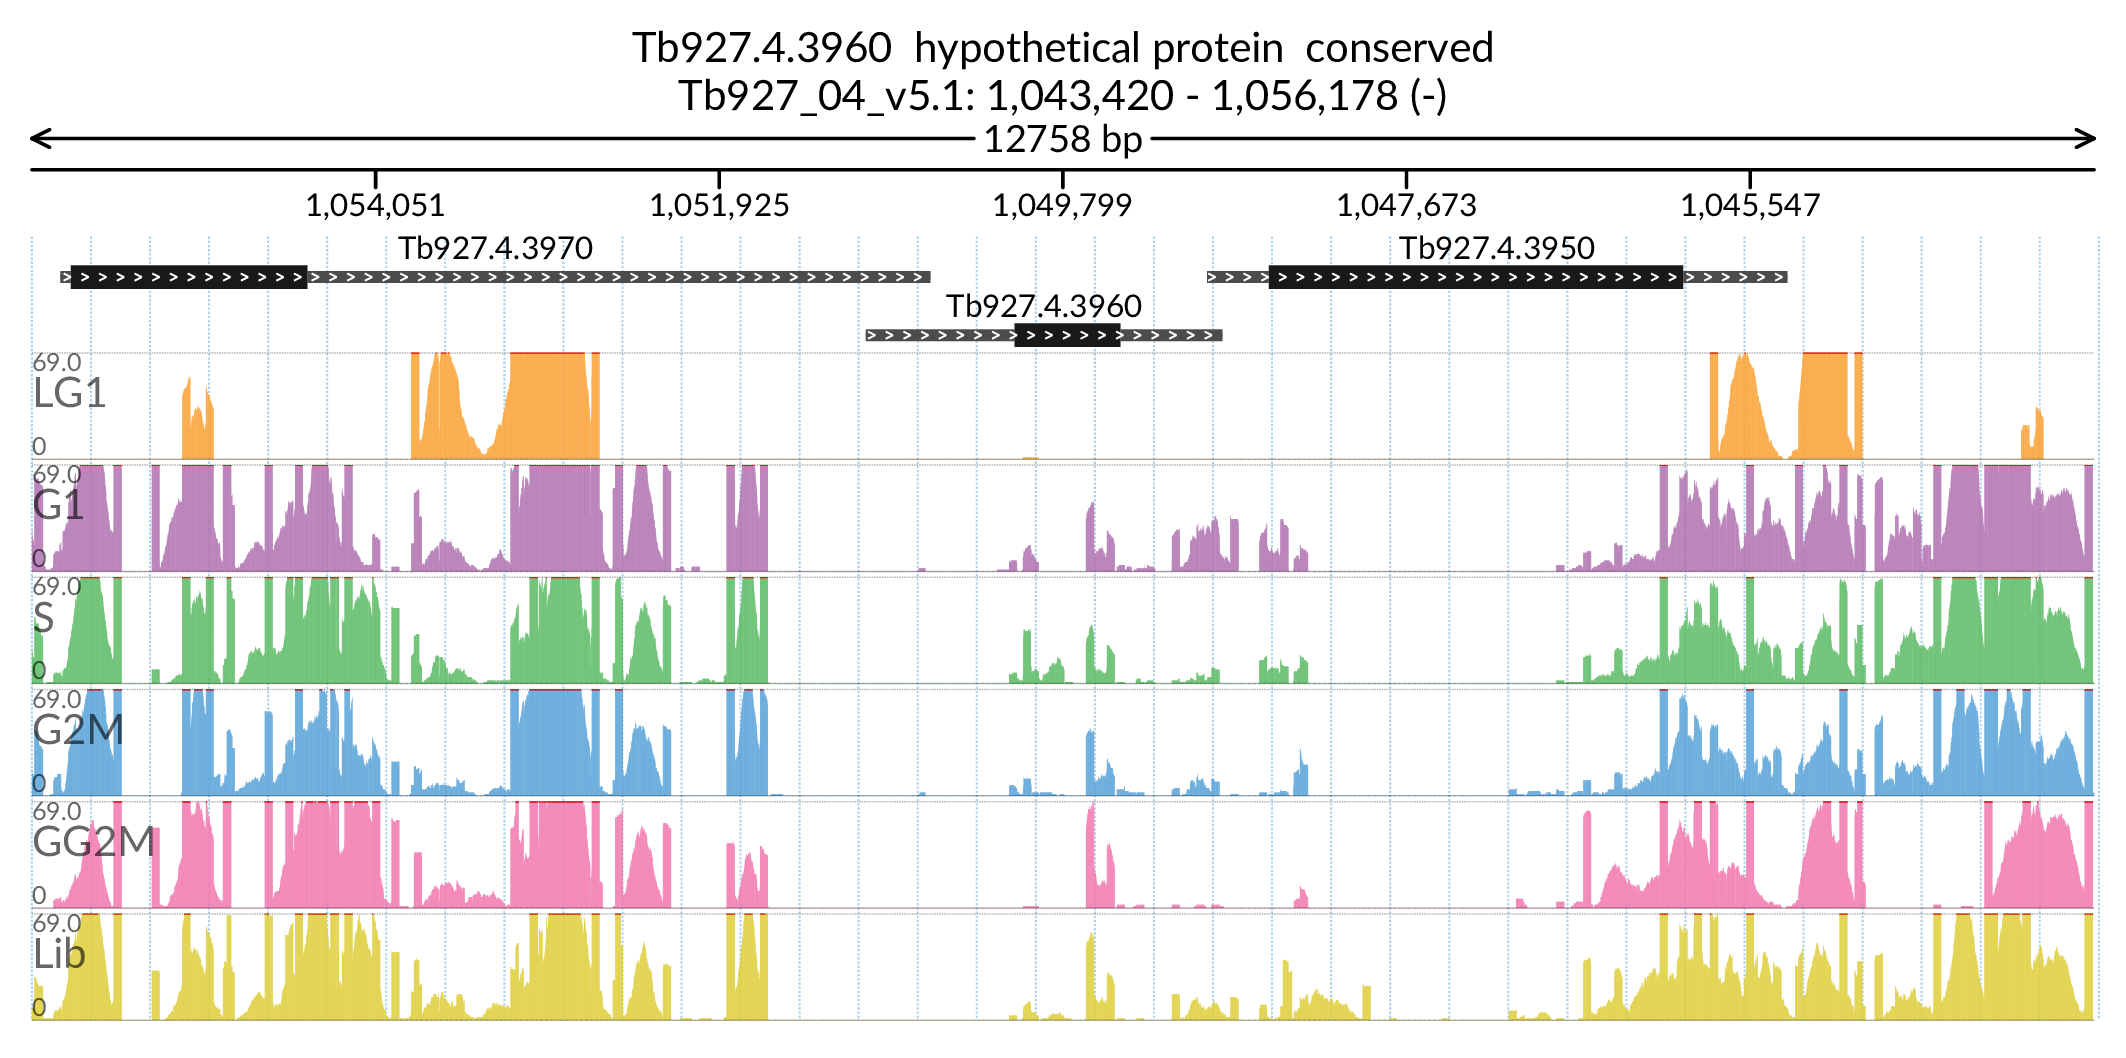 Tb927.4.3960  hypothetical protein  conserved
Tb927_04_v5.1: 1,043,420 - 1,056,178 (-)
12758 bp
1,054,051 1,051,925 1,049,799 1,047,673 1,045,547
Tb927.4.3970 Tb927.4.3950
Tb927.4.3960
69.0
LG1
0
69.0
G1
0
69.0
S
0
69.0
G2M
0
69.0
GG2M
0
69.0
Lib
0